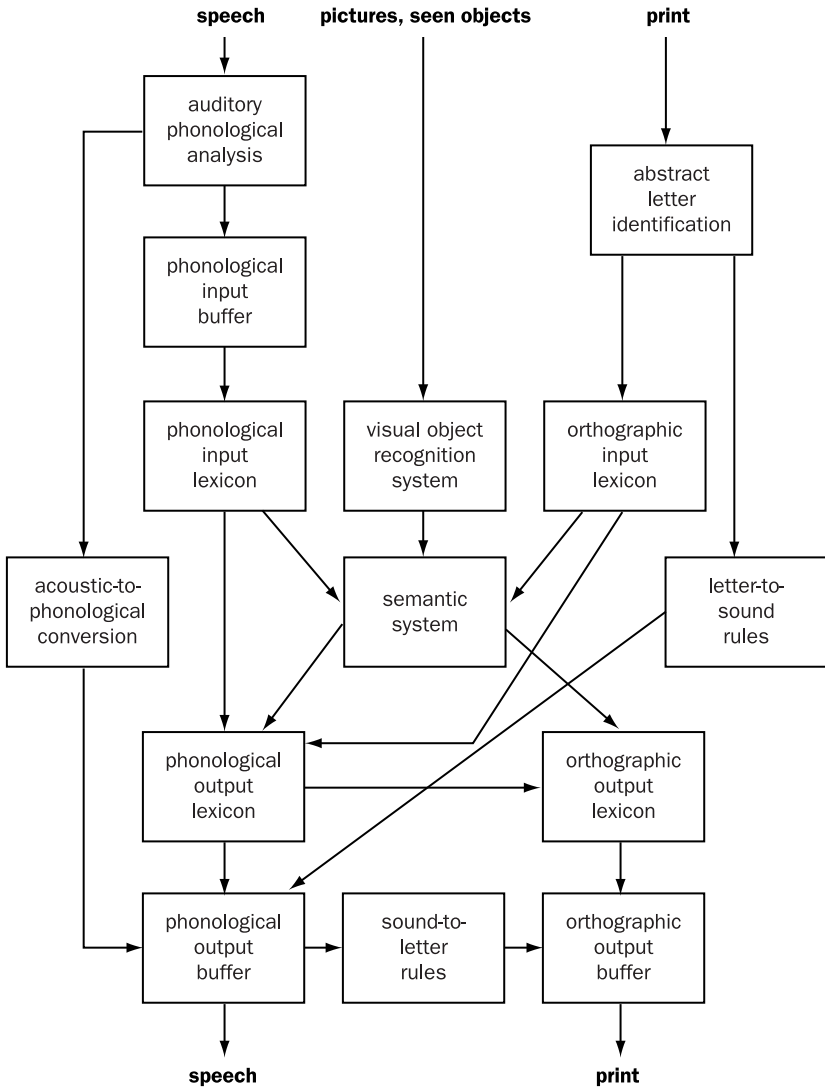 speech
pictures, seen objects
print
auditory
phonological
analysis
abstract
letter
identification
phonological
input
buffer
phonological
input
lexicon
visual object
recognition
system
orthographic
input
lexicon
acoustic-to-
phonological
conversion
semantic
system
letter-to-
sound
rules
phonological
output
lexicon
orthographic
output
lexicon
phonological
output
buffer
sound-to-
letter
rules
orthographic
output
buffer
speech
print